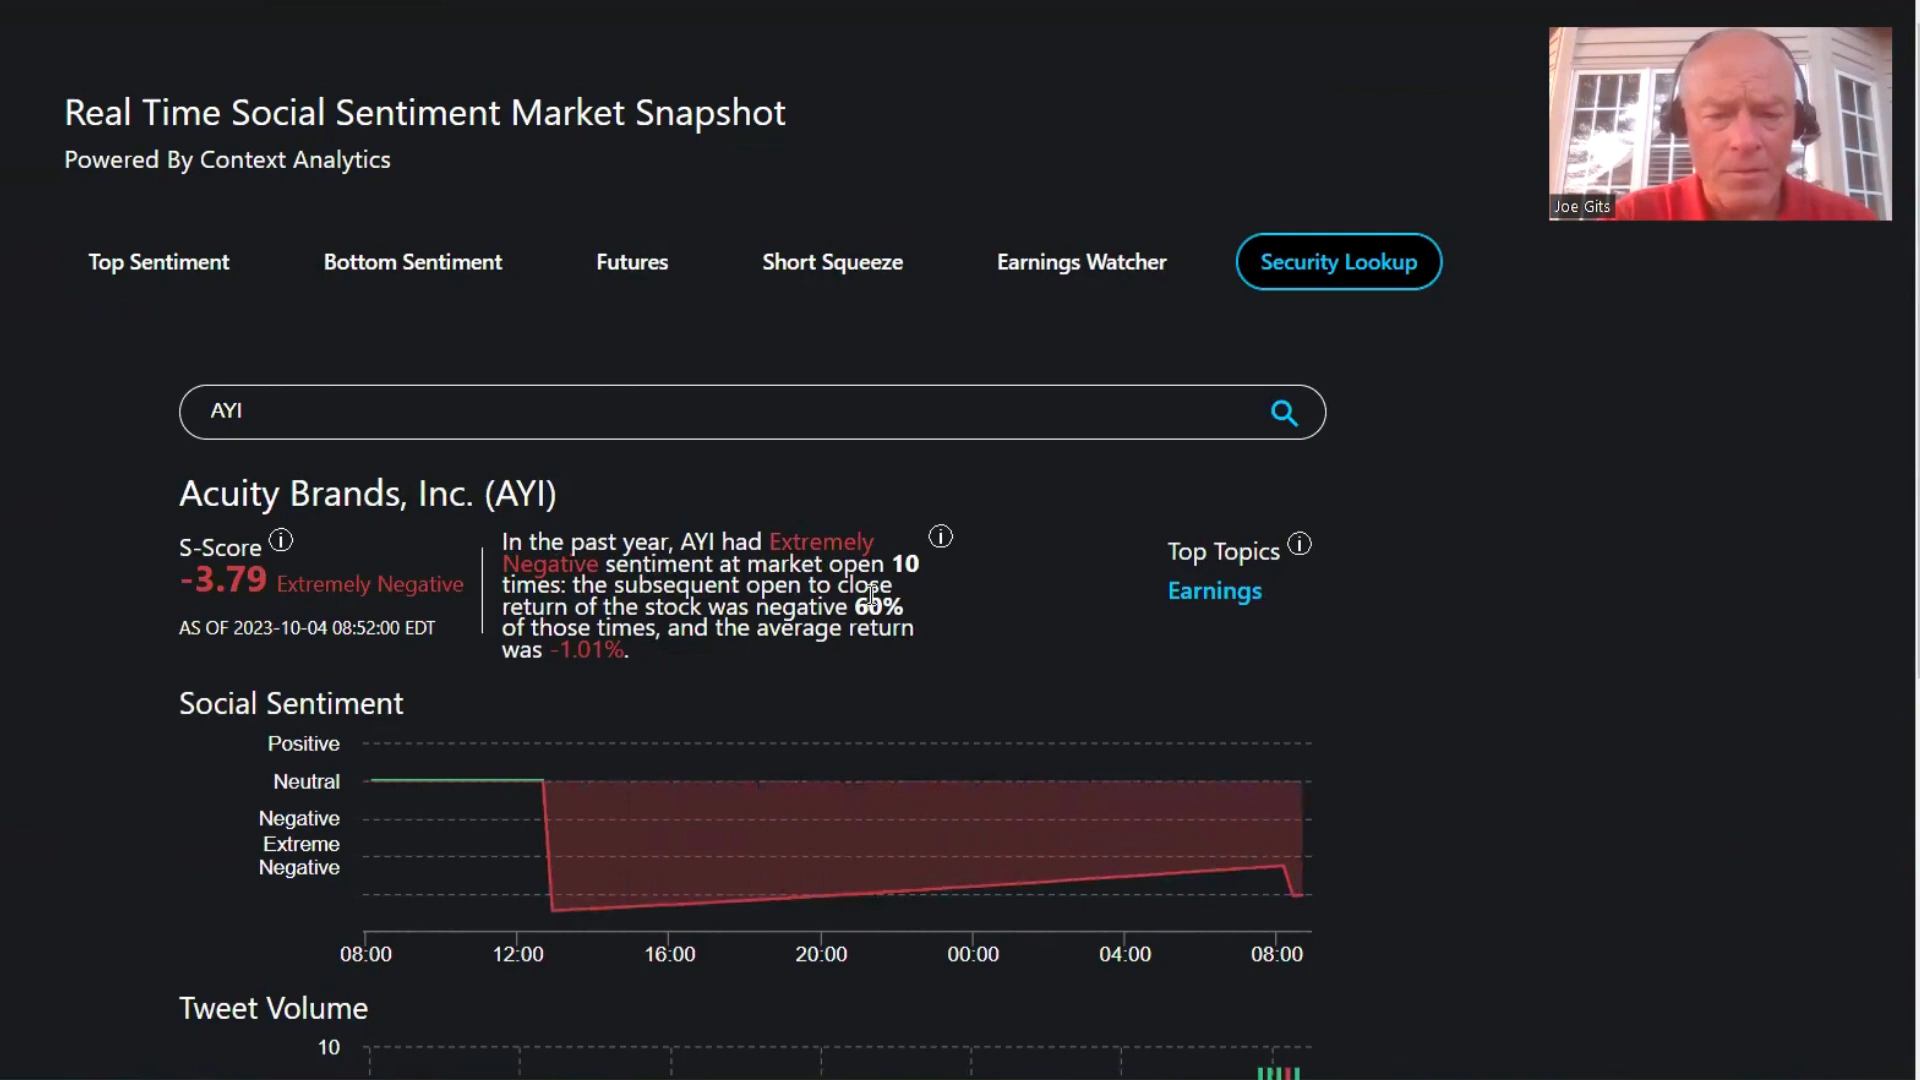 Real Time Social Sentiment Market Snapshot
Powered By Context Analytics
Joe Gits
Top Sentiment
Bottom Sentiment
Futures
Short Squeeze
Earnings Watcher
Security Lookup
AYI
Acuity Brands, Inc. (AYI)
S-Score
-3.79 Extremely Negative
AS OF 2023-10-04 08:52:00 EDT
In the past year, AYI had Extremely
Negative sentiment at market open 10
times: the subsequent open to close
return of the stock was negative 60%
of those times, and the average return
was -1.01%.
Top Topics
Earnings
Social Sentiment
Positive
Neutral
Negative
Extreme
Negative
08:00
12:00
16:00
20:00
00:00
04:00
08:00
Tweet Volume
10